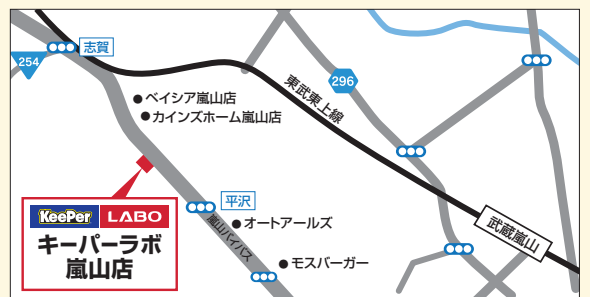 志賀
254
ベイシア嵐山店
カインズホーム嵐山店
296
東武東上線
KeePer LABO
キーパーラボ
嵐山店
平沢
嵐山バイパス
オートアールズ
モスバーガー
武蔵嵐山